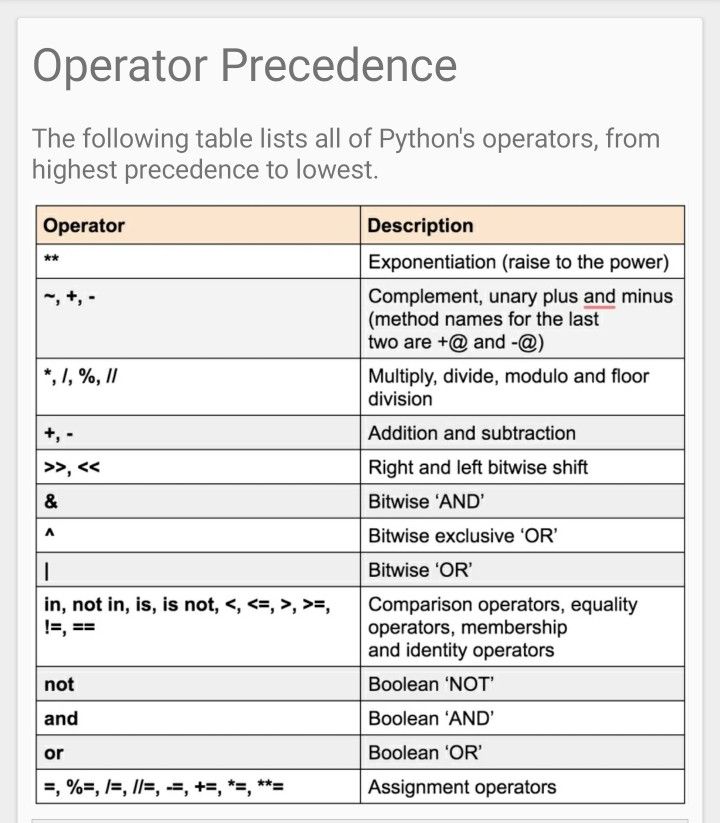 Operator Precedence
The following table lists all of Python's operators, from
highest precedence to lowest.
Operator Description
** Exponentiation (raise to the power)
~, +, - Complement, unary plus and minus
(method names for the last
two are +@ and -@)
*, /, %, // Multiply, divide, modulo and floor
division
+, - Addition and subtraction
>>, << Right and left bitwise shift
& Bitwise ‘AND’
^ Bitwise exclusive ‘OR’
| Bitwise ‘OR’
in, not in, is, is not, <, <=, >, >=, Comparison operators, equality
!=, == operators, membership
and identity operators
not Boolean ‘NOT’
and Boolean ‘AND’
or Boolean ‘OR’
=, %=, /=, //=, -=, +=, *=, **= Assignment operators